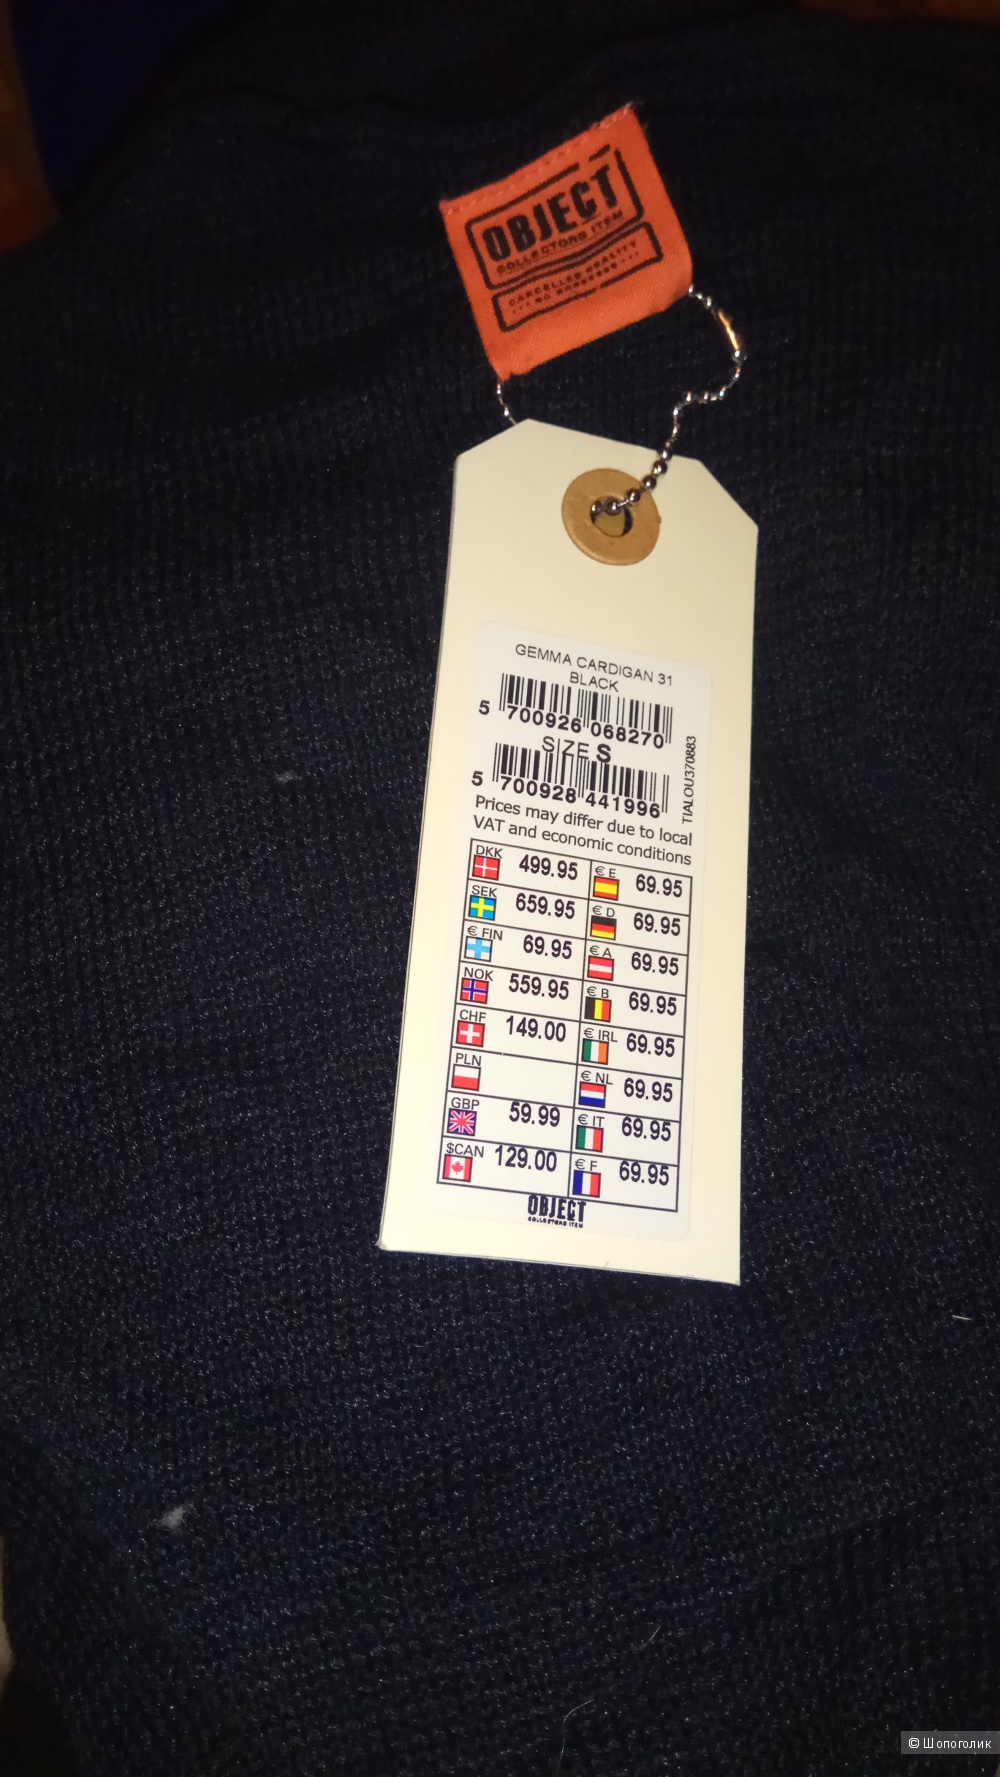 OBJECT
COLLECTORS ITEM
CANCELLED REALITY
GEMMA CARDIGAN 31
BLACK
5 700926 068270
SIZE S
5 700928 441996
TIALOU370883
Prices may differ due to local
VAT and economic conditions
DKK 499.95 € E 69.95
SEK 659.95 € D 69.95
€ FIN 69.95 € A 69.95
NOK 559.95 € B 69.95
CHF 149.00 € IRL 69.95
PLN € NL 69.95
GBP 59.99 € IT 69.95
$CAN 129.00 € F 69.95
OBJECT
COLLECTORS ITEM
© Шопоголик